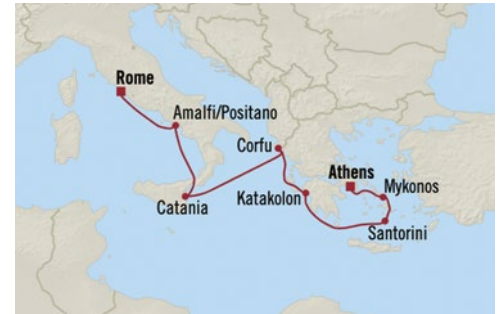 Rome
Amalfi/Positano
Corfu
Athens
Catania
Katakolon
Mykonos
Santorini